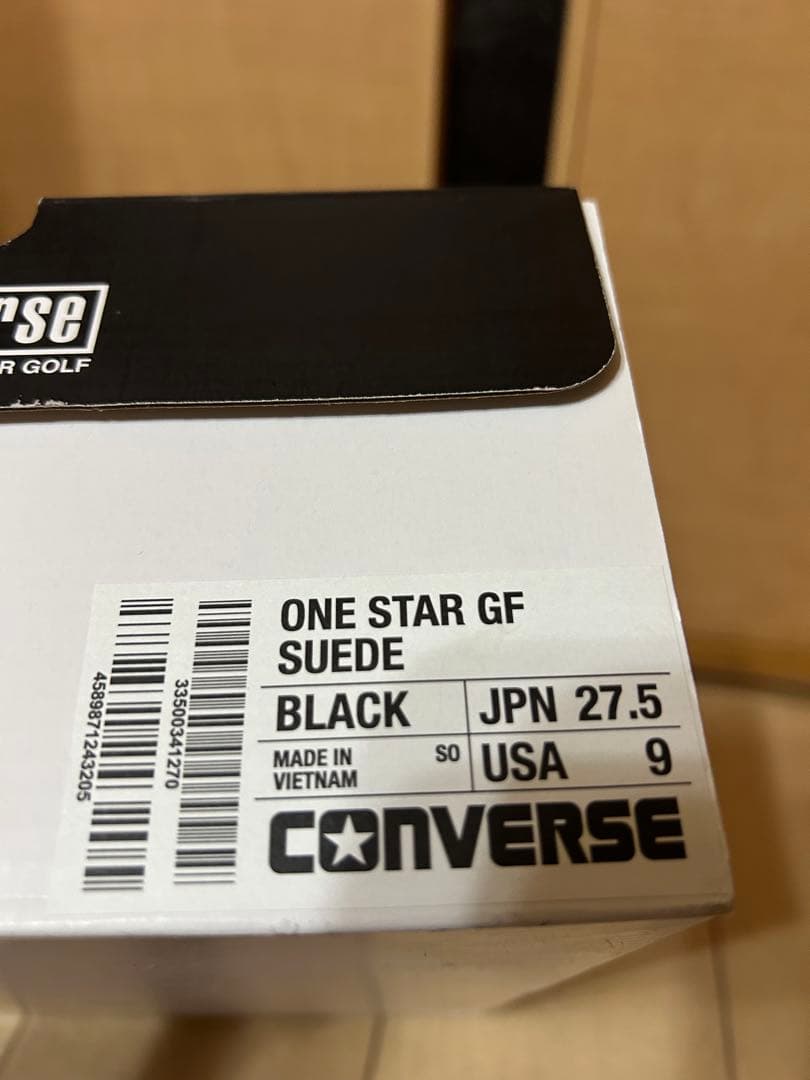 rse
R GOLF
ONE STAR GF
SUEDE
BLACK
JPN 27.5
MADE IN
VIETNAM
SO
USA 9
CONVERSE
4589871243205
33500341270